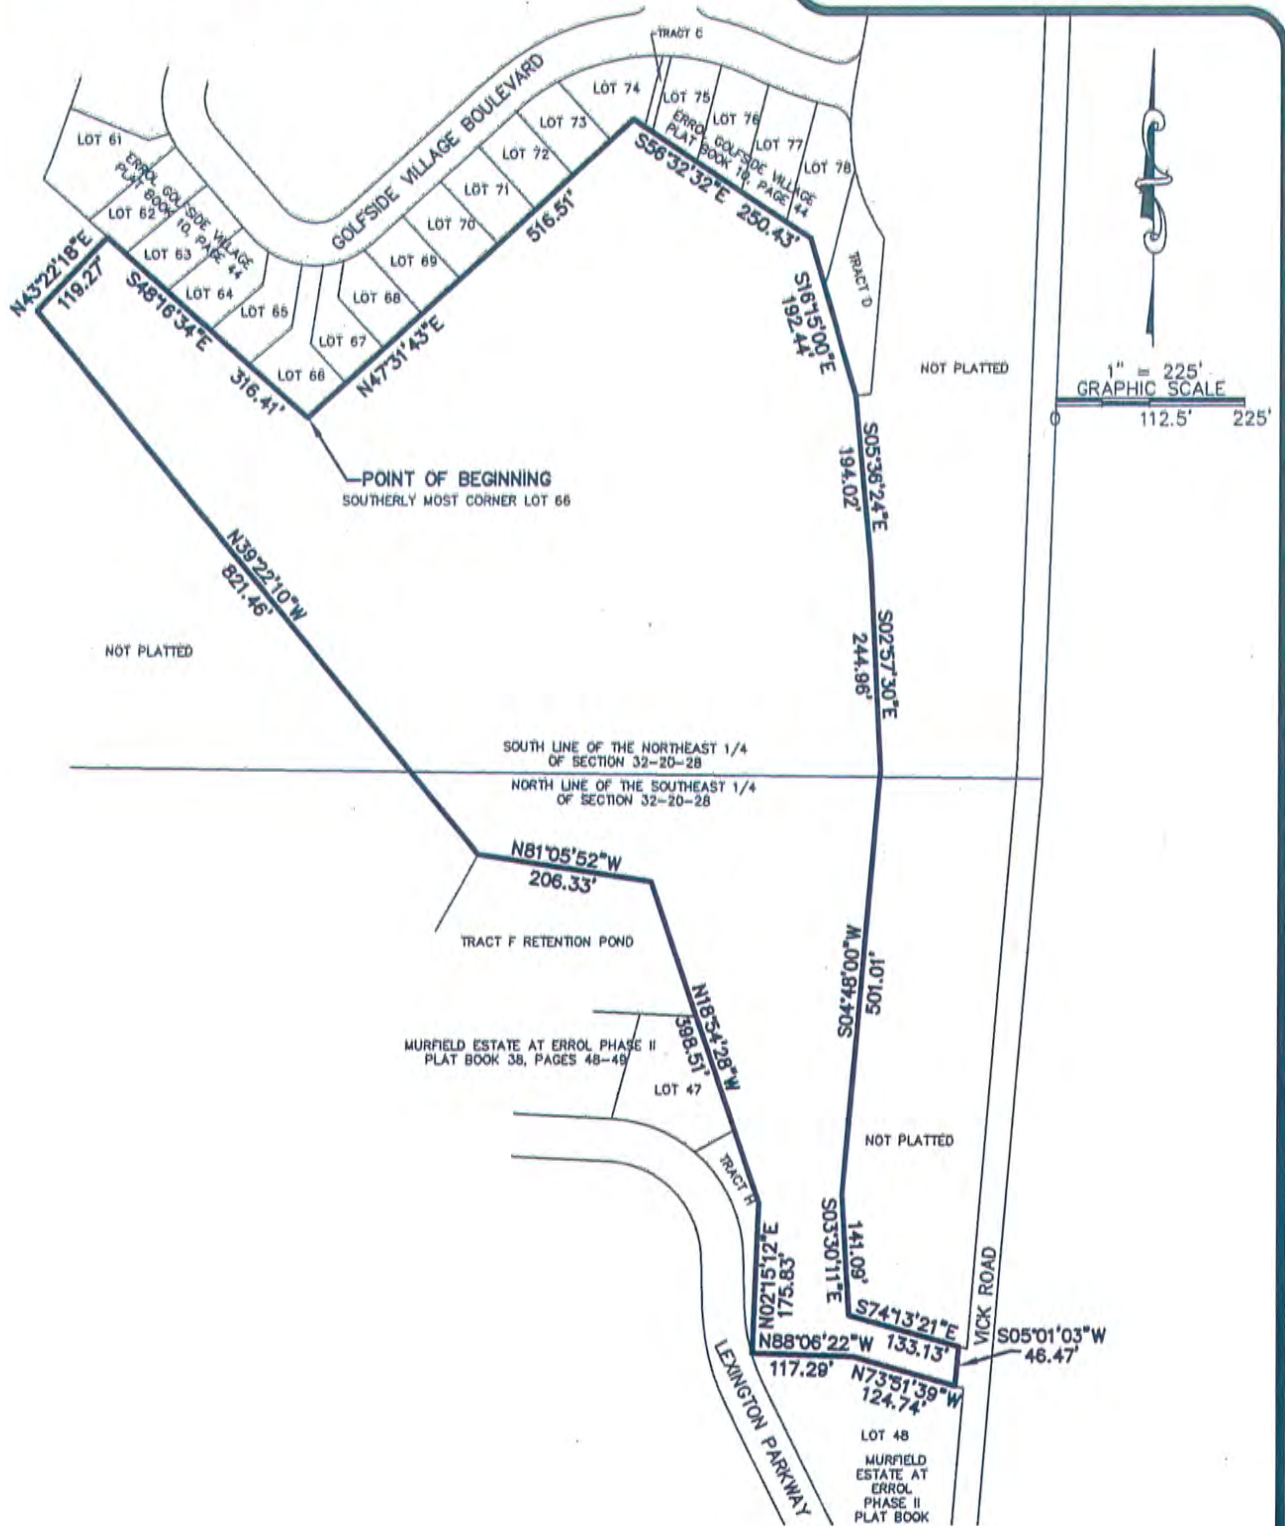 TRACT C
GOLFSIDE VILLAGE BOULEVARD
LOT 74
LOT 75
LOT 73
LOT 76
LOT 72
LOT 77
LOT 78
LOT 71
LOT 70
LOT 69
LOT 68
LOT 67
LOT 66
ERROL GOLFSIDE VILLAGE
PLAT BOOK 10, PAGE 44
LOT 61
ERROL GOLFSIDE VILLAGE
PLAT BOOK 10, PAGE 44
LOT 62
LOT 63
LOT 64
LOT 65
S56°32'32"E 250.43'
516.51'
N47°31'43"E
N43°22'18"E
119.27'
S48°16'34"E
316.41'
TRACT D
S16°15'00"E
192.44'
NOT PLATTED
1" = 225'
GRAPHIC SCALE
0 112.5' 225'
POINT OF BEGINNING
SOUTHERLY MOST CORNER LOT 66
S05°36'24"E
194.02'
N39°22'10"W
821.46'
NOT PLATTED
S02°57'30"E
244.96'
SOUTH LINE OF THE NORTHEAST 1/4
OF SECTION 32-20-28
NORTH LINE OF THE SOUTHEAST 1/4
OF SECTION 32-20-28
N81°05'52"W
206.33'
TRACT F RETENTION POND
S04°48'00"W
501.01'
N18°54'28"W
398.51'
MURFIELD ESTATE AT ERROL PHASE II
PLAT BOOK 38, PAGES 48-49
LOT 47
NOT PLATTED
TRACT H
N02°15'12"E
175.83'
141.09'
S03°30'11"E
VICK ROAD
S74°13'21"E
133.13'
S05°01'03"W
46.47'
N88°06'22"W
117.29'
N73°51'39"W
124.74'
LEXINGTON PARKWAY
LOT 48
MURFIELD
ESTATE AT
ERROL
PHASE II
PLAT BOOK